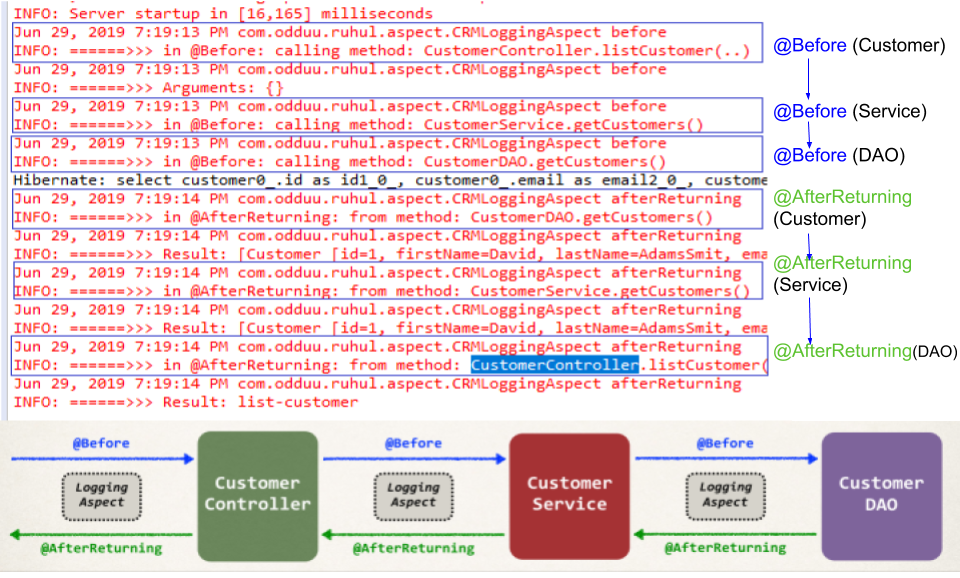 INFO: Server startup in [16,165] milliseconds
Jun 29, 2019 7:19:13 PM com.odduu.ruhul.aspect.CRMLoggingAspect before
INFO: ======>>> in @Before: calling method: CustomerController.listCustomer(..)
Jun 29, 2019 7:19:13 PM com.odduu.ruhul.aspect.CRMLoggingAspect before
INFO: ======>>> Arguments: {}
Jun 29, 2019 7:19:13 PM com.odduu.ruhul.aspect.CRMLoggingAspect before
INFO: ======>>> in @Before: calling method: CustomerService.getCustomers()
Jun 29, 2019 7:19:13 PM com.odduu.ruhul.aspect.CRMLoggingAspect before
INFO: ======>>> in @Before: calling method: CustomerDAO.getCustomers()
Hibernate: select customer0_.id as id1_0_, customer0_.email as email2_0_, custome
Jun 29, 2019 7:19:14 PM com.odduu.ruhul.aspect.CRMLoggingAspect afterReturning
INFO: ======>>> in @AfterReturning: from method: CustomerDAO.getCustomers()
Jun 29, 2019 7:19:14 PM com.odduu.ruhul.aspect.CRMLoggingAspect afterReturning
INFO: ======>>> Result: [Customer [id=1, firstName=David, lastName=AdamsSmit, ema
Jun 29, 2019 7:19:14 PM com.odduu.ruhul.aspect.CRMLoggingAspect afterReturning
INFO: ======>>> in @AfterReturning: from method: CustomerService.getCustomers()
Jun 29, 2019 7:19:14 PM com.odduu.ruhul.aspect.CRMLoggingAspect afterReturning
INFO: ======>>> Result: [Customer [id=1, firstName=David, lastName=AdamsSmit, ema
Jun 29, 2019 7:19:14 PM com.odduu.ruhul.aspect.CRMLoggingAspect afterReturning
INFO: ======>>> in @AfterReturning: from method: CustomerController.listCustomer(
Jun 29, 2019 7:19:14 PM com.odduu.ruhul.aspect.CRMLoggingAspect afterReturning
INFO: ======>>> Result: list-customer
@Before (Customer)
@Before (Service)
@Before (DAO)
@AfterReturning
(Customer)
@AfterReturning
(Service)
@AfterReturning(DAO)
@Before
Logging
Aspect
@AfterReturning
Customer
Controller
@Before
Logging
Aspect
@AfterReturning
Customer
Service
@Before
Logging
Aspect
@AfterReturning
Customer
DAO